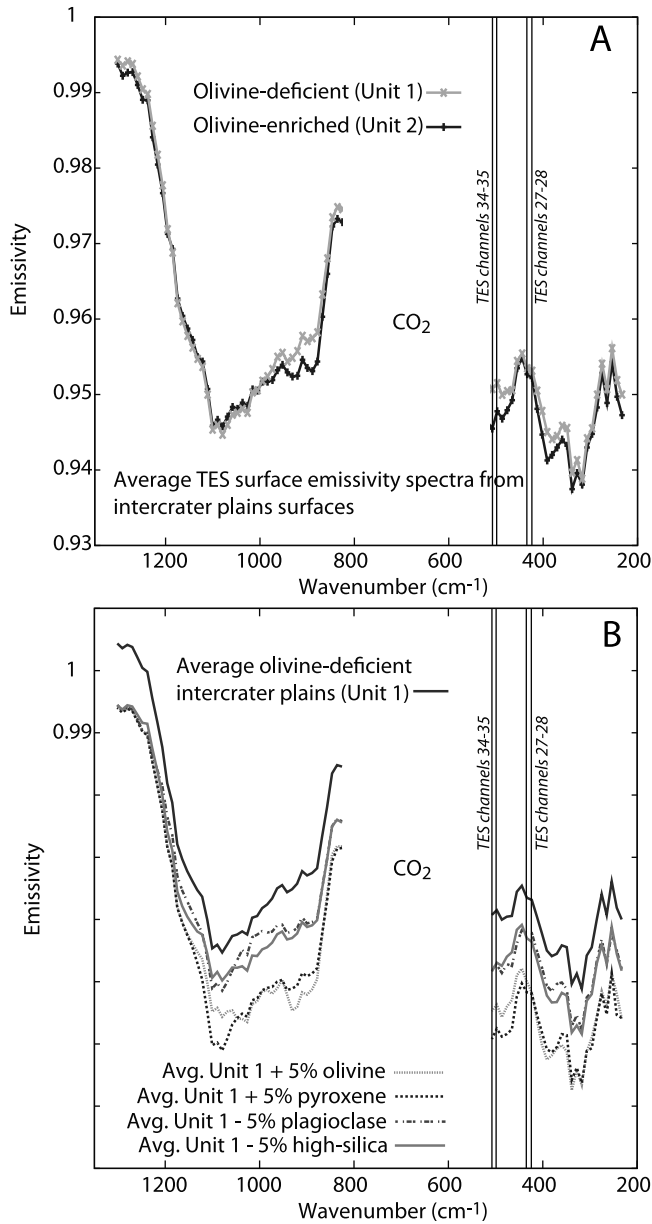 A
1
0.99
0.98
0.97
0.96
0.95
0.94
0.93
Emissivity
Olivine-deficient (Unit 1)
Olivine-enriched (Unit 2)
TES channels 34-35
TES channels 27-28
CO2
Average TES surface emissivity spectra from
intercrater plains surfaces
1200
1000
800
600
400
200
Wavenumber (cm-1)
B
1
0.99
Emissivity
Average olivine-deficient
intercrater plains (Unit 1)
TES channels 34-35
TES channels 27-28
CO2
Avg. Unit 1 + 5% olivine
Avg. Unit 1 + 5% pyroxene
Avg. Unit 1 - 5% plagioclase
Avg. Unit 1 - 5% high-silica
1200
1000
800
600
400
200
Wavenumber (cm-1)